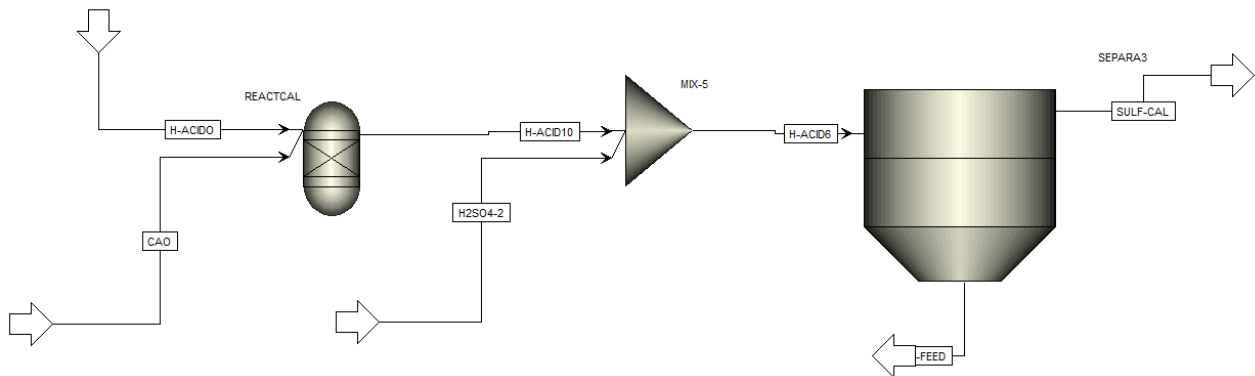 SEPARA3
REACTCAL
MIX-5
SULF-CAL
H-ACIDO
H-ACID10
H-ACID6
H2SO4-2
CAO
-FEED